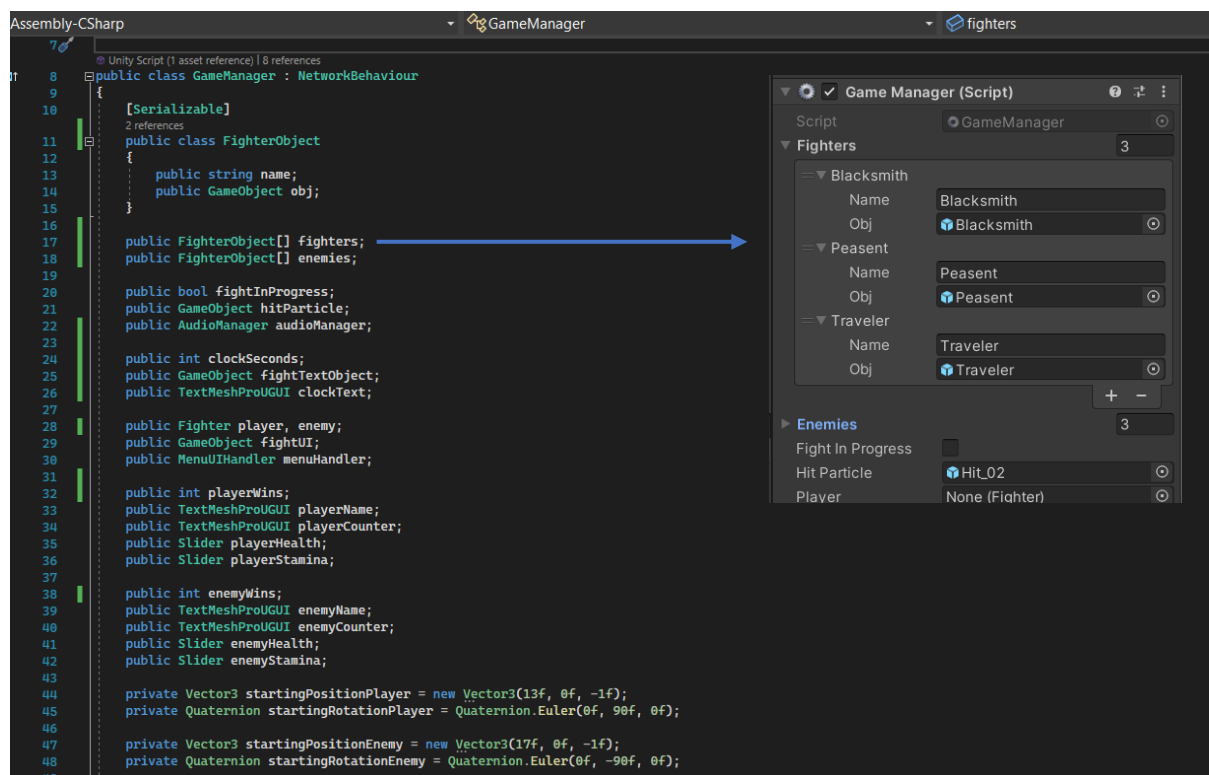 Assembly-CSharp
GameManager
fighters
7
Unity Script (1 asset reference) | 8 references
8 public class GameManager : NetworkBehaviour
9 {
10 [Serializable]
2 references
11 public class FighterObject
12 {
13 public string name;
14 public GameObject obj;
15 }
16
17 public FighterObject[] fighters;
18 public FighterObject[] enemies;
19
20 public bool fightInProgress;
21 public GameObject hitParticle;
22 public AudioManager audioManager;
23
24 public int clockSeconds;
25 public GameObject fightTextObject;
26 public TextMeshProUGUI clockText;
27
28 public Fighter player, enemy;
29 public GameObject fightUI;
30 public MenuUIHandler menuHandler;
31
32 public int playerWins;
33 public TextMeshProUGUI playerName;
34 public TextMeshProUGUI playerCounter;
35 public Slider playerHealth;
36 public Slider playerStamina;
37
38 public int enemyWins;
39 public TextMeshProUGUI enemyName;
40 public TextMeshProUGUI enemyCounter;
41 public Slider enemyHealth;
42 public Slider enemyStamina;
43
44 private Vector3 startingPositionPlayer = new Vector3(13f, 0f, -1f);
45 private Quaternion startingRotationPlayer = Quaternion.Euler(0f, 90f, 0f);
46
47 private Vector3 startingPositionEnemy = new Vector3(17f, 0f, -1f);
48 private Quaternion startingRotationEnemy = Quaternion.Euler(0f, -90f, 0f);
Game Manager (Script)
Script GameManager
Fighters 3
Blacksmith
Name Blacksmith
Obj Blacksmith
Peasent
Name Peasent
Obj Peasent
Traveler
Name Traveler
Obj Traveler
+ −
Enemies 3
Fight In Progress
Hit Particle Hit_02
Player None (Fighter)